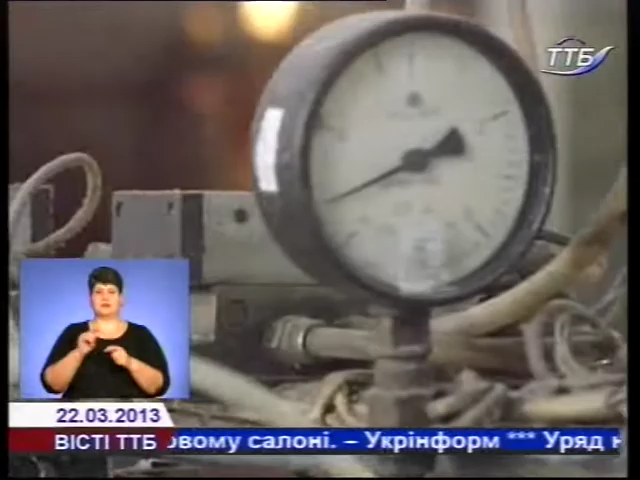 ТТБ
22.03.2013
ВІСТІ ТТБ
овому салоні. – Укрінформ *** Уряд